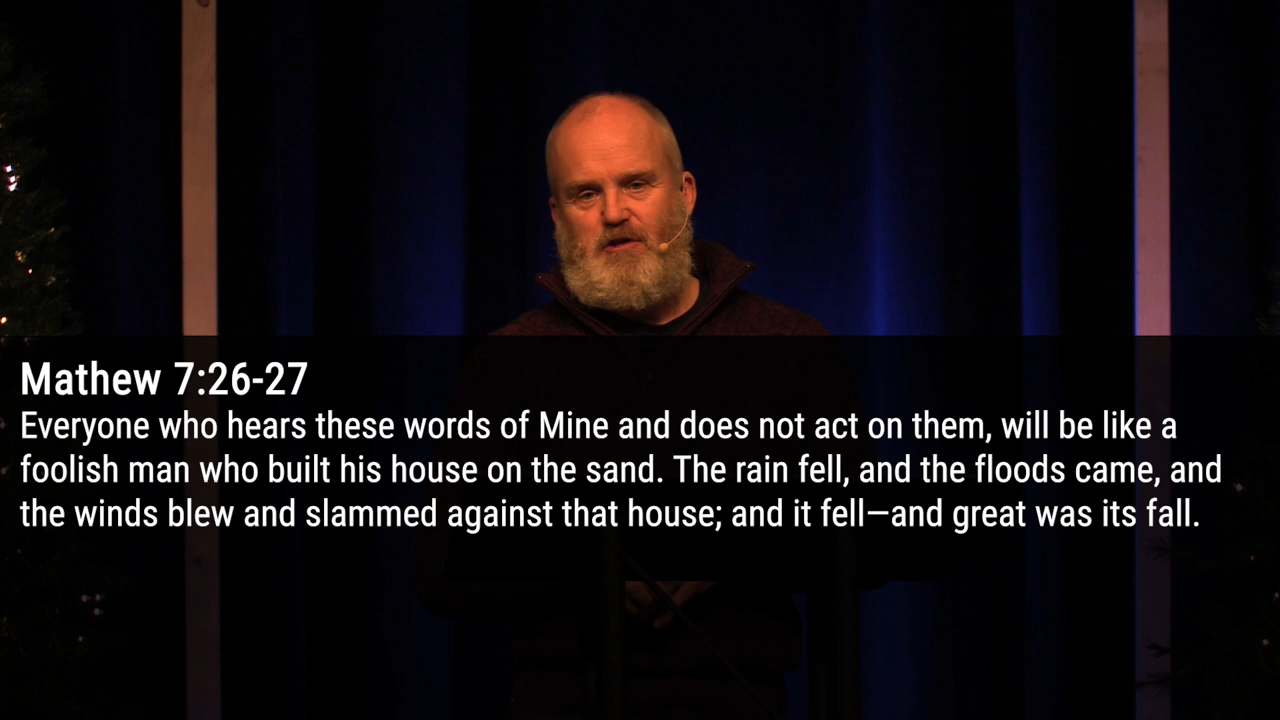 Mathew 7:26-27
Everyone who hears these words of Mine and does not act on them, will be like a
foolish man who built his house on the sand. The rain fell, and the floods came, and
the winds blew and slammed against that house; and it fell—and great was its fall.